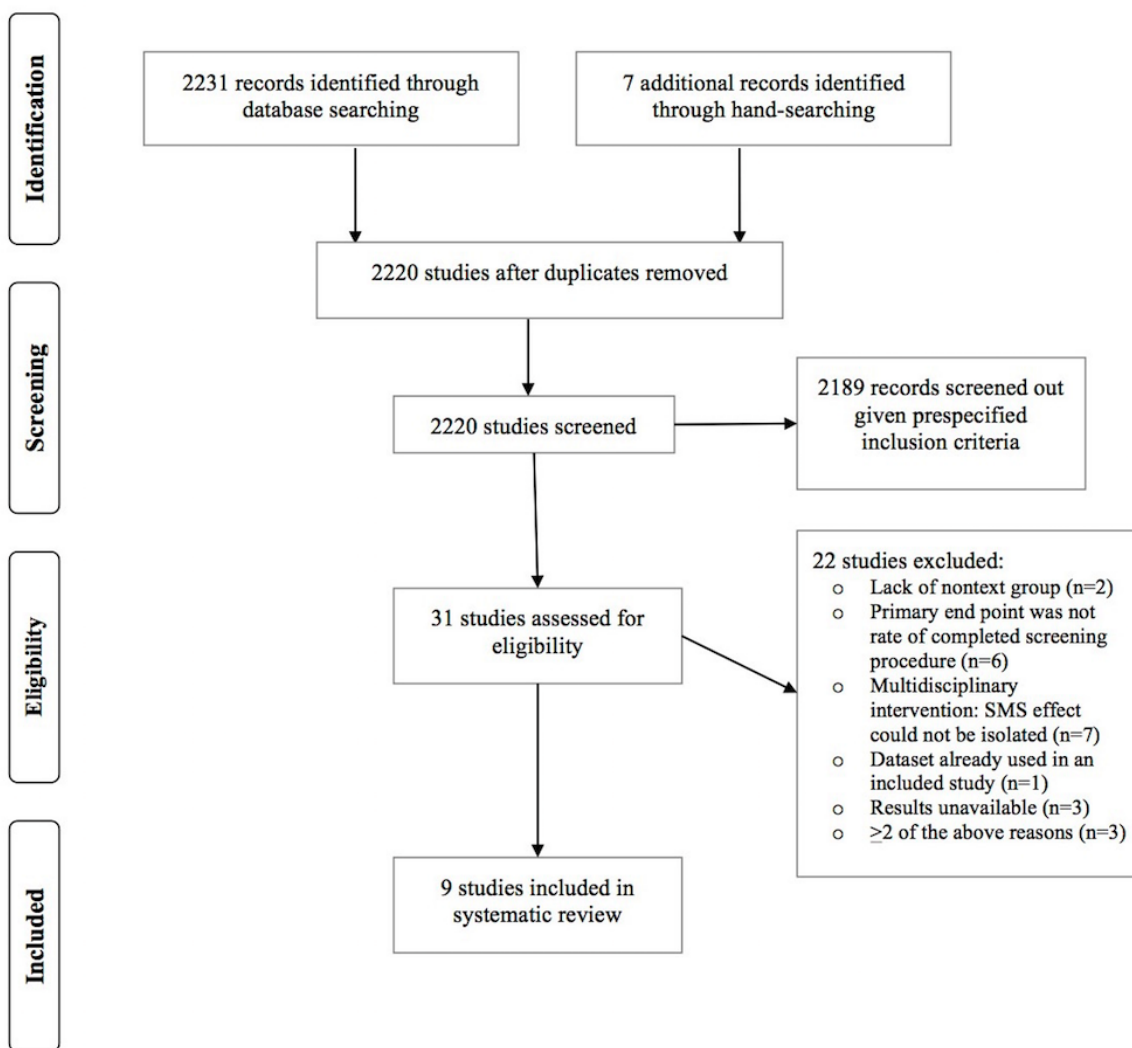 Identification
2231 records identified through
database searching
7 additional records identified
through hand-searching
2220 studies after duplicates removed
Screening
2220 studies screened
2189 records screened out
given prespecified
inclusion criteria
Eligibility
31 studies assessed for
eligibility
22 studies excluded:
o Lack of nontext group (n=2)
o Primary end point was not
rate of completed screening
procedure (n=6)
o Multidisciplinary
intervention: SMS effect
could not be isolated (n=7)
o Dataset already used in an
included study (n=1)
o Results unavailable (n=3)
o ≥2 of the above reasons (n=3)
Included
9 studies included in
systematic review